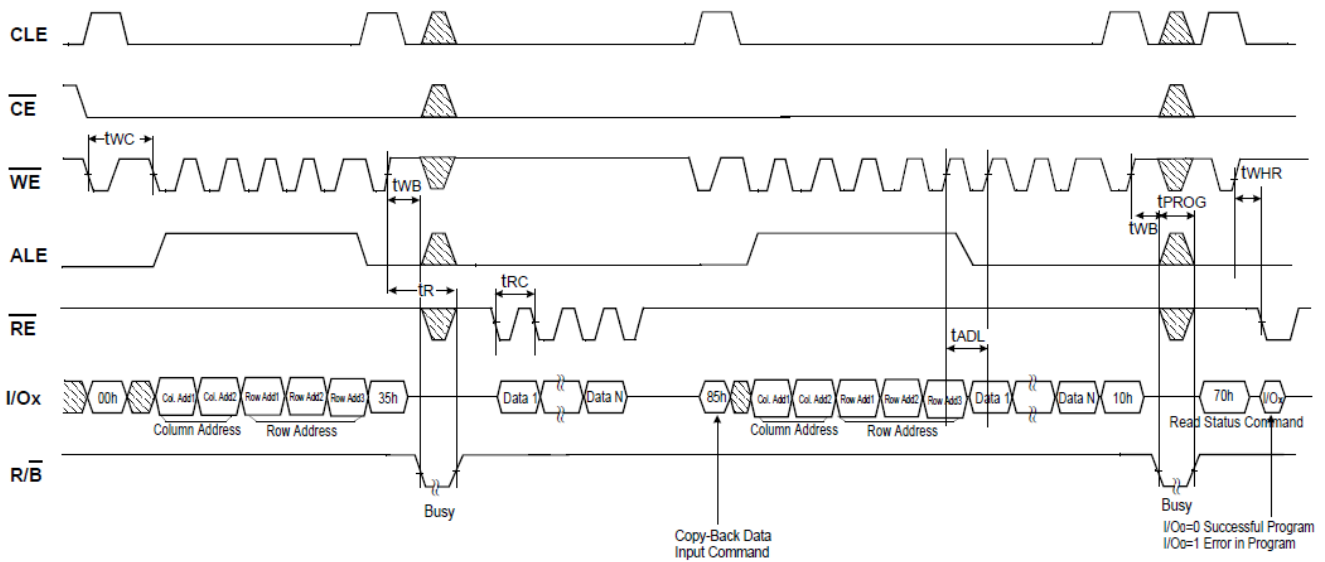 CLE
CE
tWC
WE
tWB
tWHR
tPROG
tWB
ALE
tR
tRC
RE
tADL
I/Ox
00h
Col. Add1
Col. Add2
Row Add1
Row Add2
Row Add3
35h
Data 1
Data N
85h
Col. Add1
Col. Add2
Row Add1
Row Add2
Row Add3
Data 1
Data N
10h
70h
I/Ox
Column Address
Row Address
Column Address
Row Address
Read Status Command
R/B
Busy
Busy
Copy-Back Data
Input Command
I/O0=0 Successful Program
I/O0=1 Error in Program